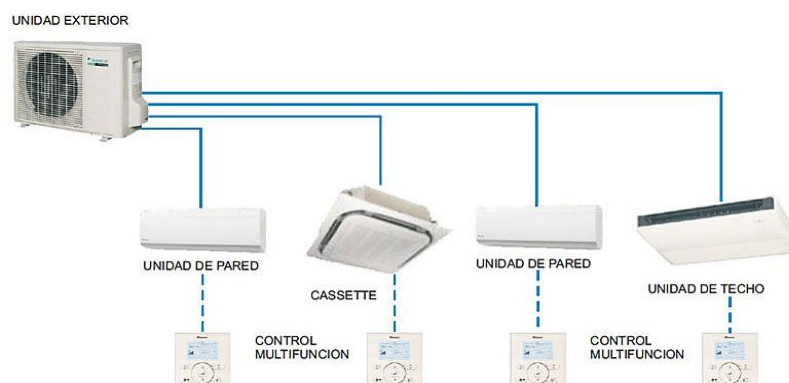 UNIDAD EXTERIOR
UNIDAD DE PARED
CASSETTE
UNIDAD DE PARED
UNIDAD DE TECHO
CONTROL
MULTIFUNCION
CONTROL
MULTIFUNCION